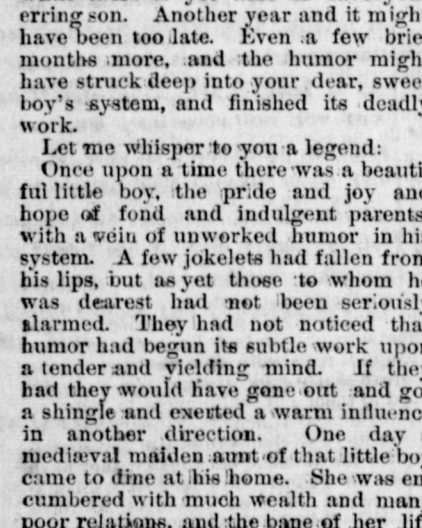 erring son. Another year and it migh
have been too late. Even a few brie
months more, and the humor migh
have struck deep into your dear, swee
boy's system, and finished its deadly
work.
Let me whisper to you a legend:
Once upon a time there was a beauti
ful little boy, the pride and joy and
hope of fond and indulgent parents
with a vein of unworked humor in hi
system. A few jokelets had fallen from
his lips, but as yet those to whom h
was dearest had not been seriousl
alarmed. They had not noticed tha
humor had begun its subtle work upo
a tender and yielding mind. If the
had they would have gone out and go
a shingle and exerted a warm influenc
in another direction. One day
mediæval maiden aunt of that little bo
came to dine at his home. She was en
cumbered with much wealth and man
poor relations, and the bane of her lif